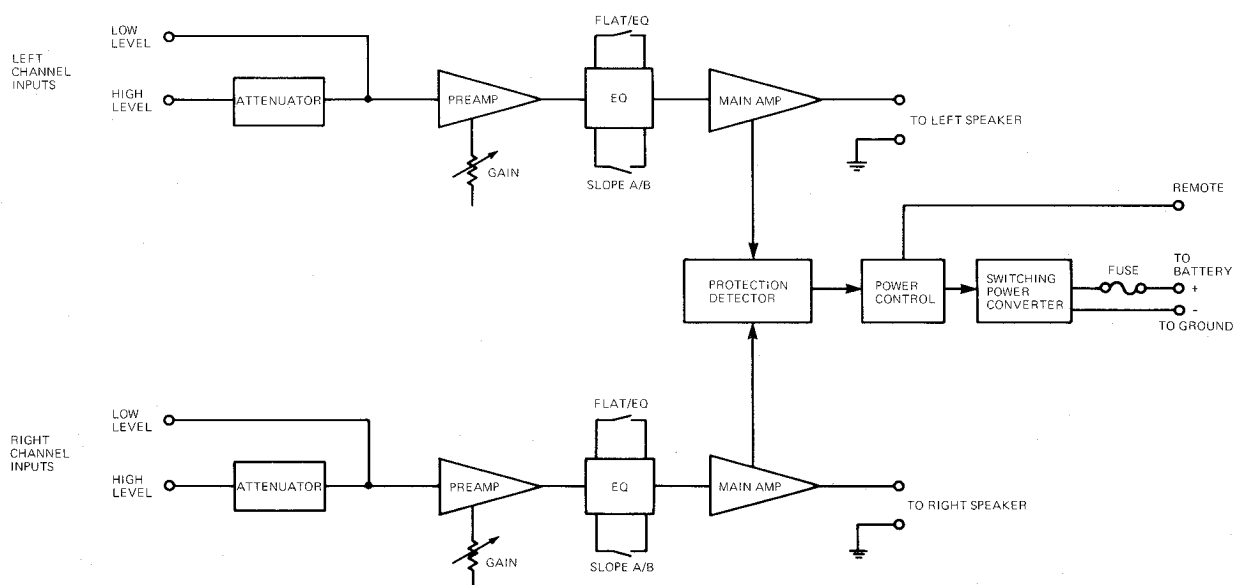 LEFT
CHANNEL
INPUTS
LOW
LEVEL
HIGH
LEVEL
ATTENUATOR
PREAMP
GAIN
FLAT/EQ
EQ
SLOPE A/B
MAIN AMP
TO LEFT SPEAKER
REMOTE
PROTECTION
DETECTOR
POWER
CONTROL
SWITCHING
POWER
CONVERTER
FUSE
TO
BATTERY
+
-
TO GROUND
RIGHT
CHANNEL
INPUTS
LOW
LEVEL
HIGH
LEVEL
ATTENUATOR
PREAMP
GAIN
FLAT/EQ
EQ
SLOPE A/B
MAIN AMP
TO RIGHT SPEAKER